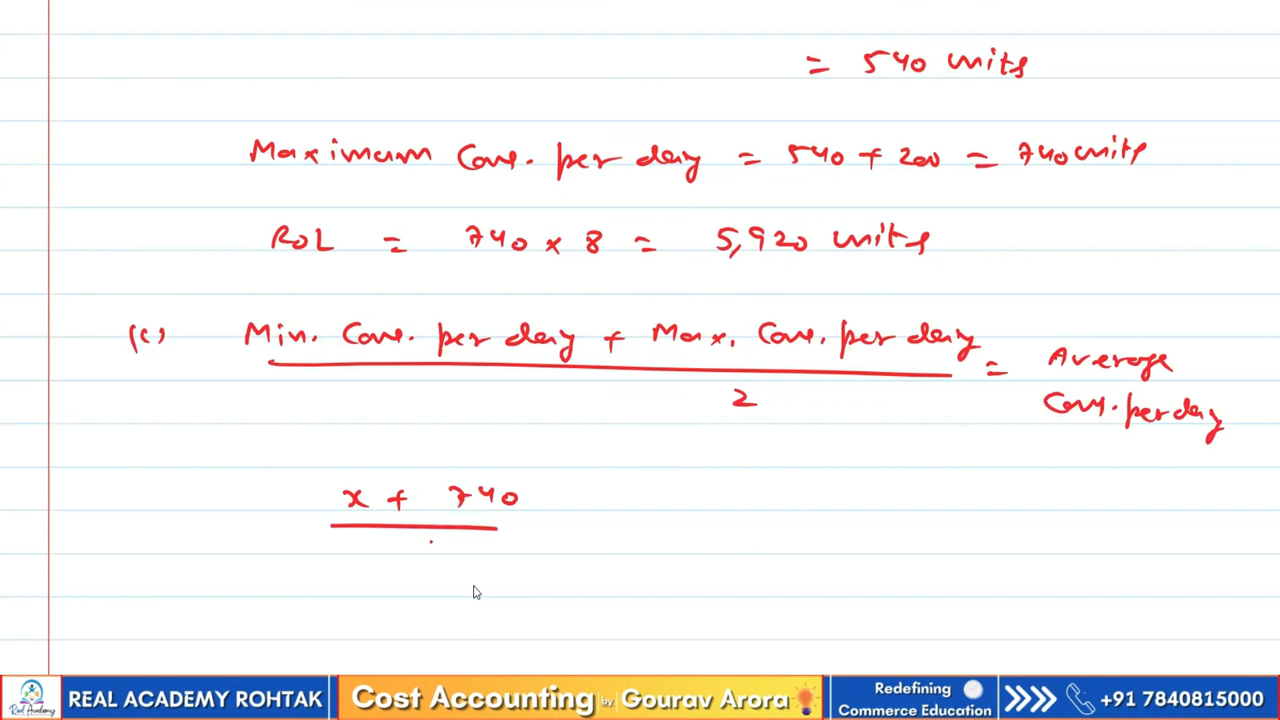 = 540 units
Maximum Cons. per day = 540 + 200 = 740 units
ROL = 740 × 8 = 5,920 units
(c) Min. Cons. per day + Max. Cons. per day = Average
2
Cons. per day
x + 740
Real Academy
REAL ACADEMY ROHTAK
Cost Accounting by Gourav Arora
Redefining
Commerce Education
+91 7840815000